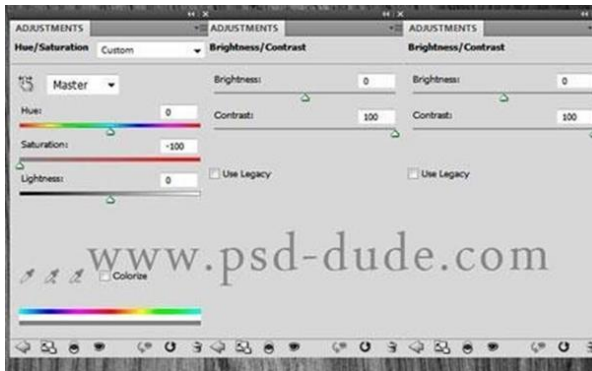 ADJUSTMENTS
Hue/Saturation Custom
Master
Hue: 0
Saturation: -100
Lightness: 0
Colorize
ADJUSTMENTS
Brightness/Contrast
Brightness: 0
Contrast: 100
Use Legacy
ADJUSTMENTS
Brightness/Contrast
Brightness: 0
Contrast: 100
Use Legacy
www.psd-dude.com